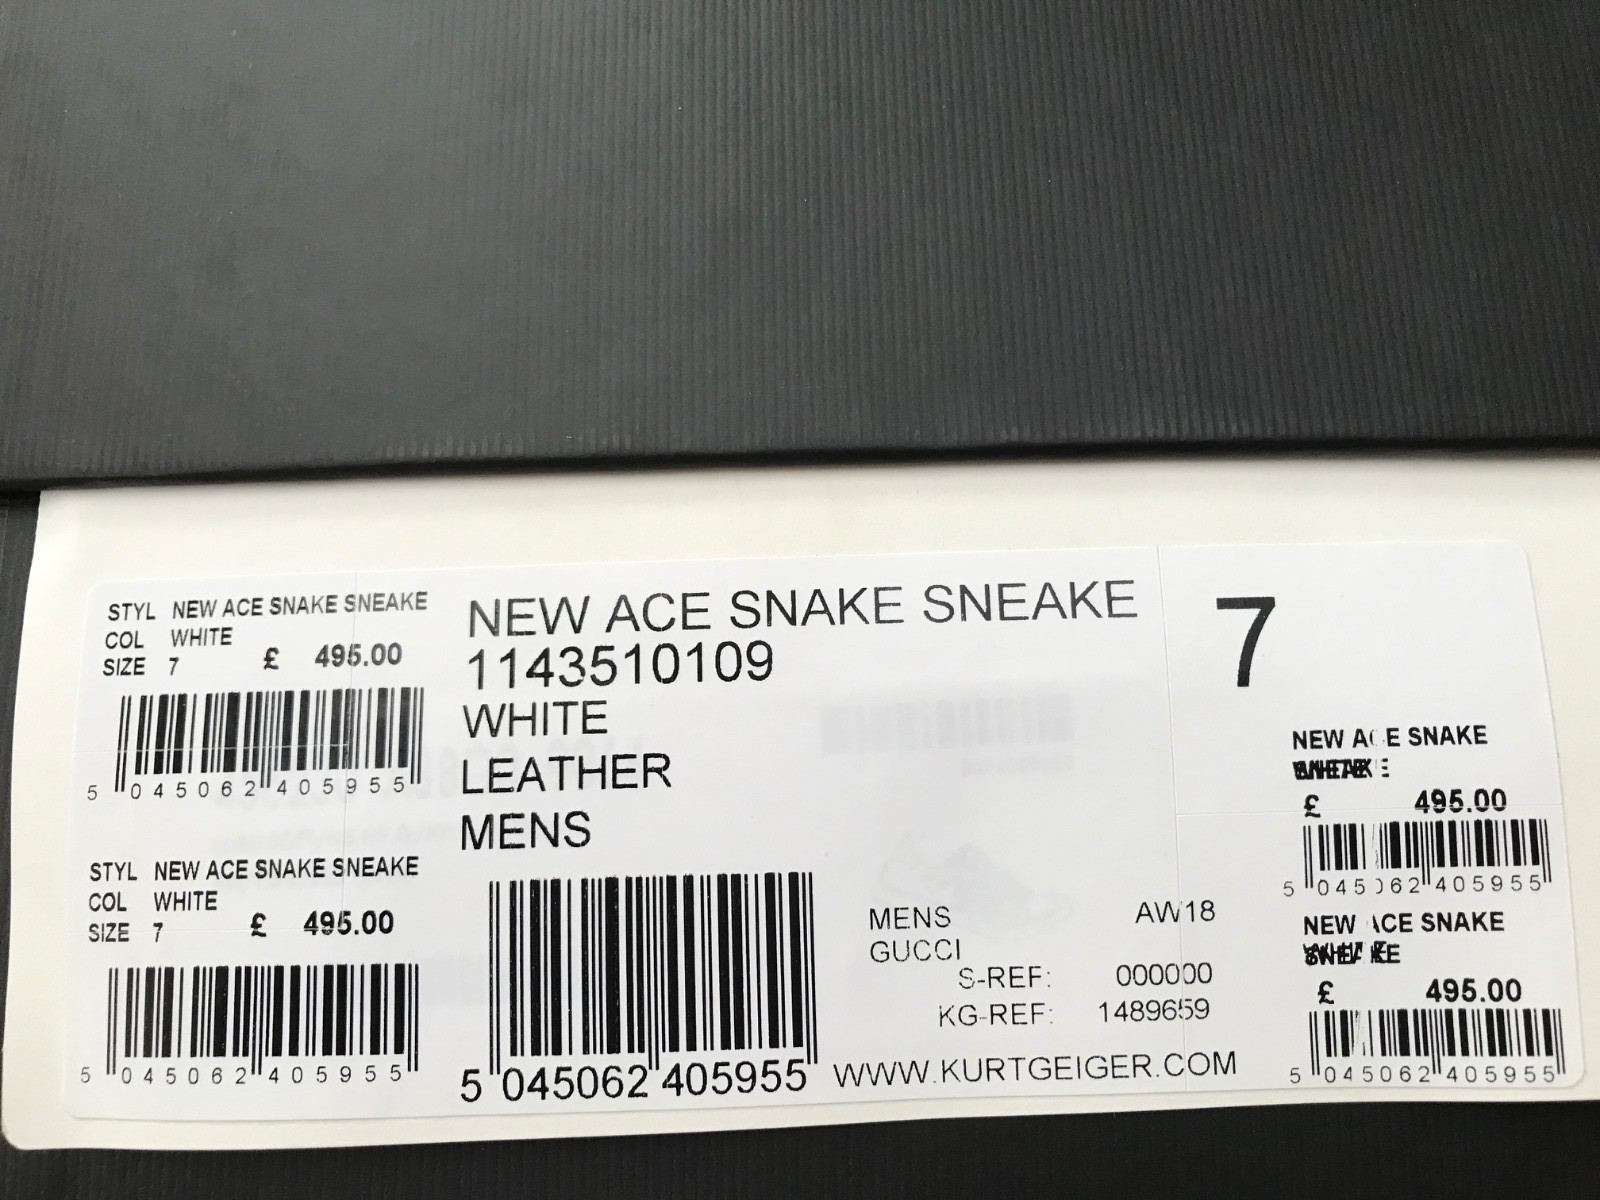 STYL NEW ACE SNAKE SNEAKE
COL WHITE
SIZE 7 £ 495.00
5 045062 405955
STYL NEW ACE SNAKE SNEAKE
COL WHITE
SIZE 7 £ 495.00
5 045062 405955
NEW ACE SNAKE SNEAKE
1143510109
WHITE
LEATHER
MENS
5 045062 405955
MENS AW18
GUCCI
S-REF: 000000
KG-REF: 1489659
WWW.KURTGEIGER.COM
7
NEW ACE SNAKE
£ 495.00
5 045062 405955
NEW ACE SNAKE
£ 495.00
5 045062 405955